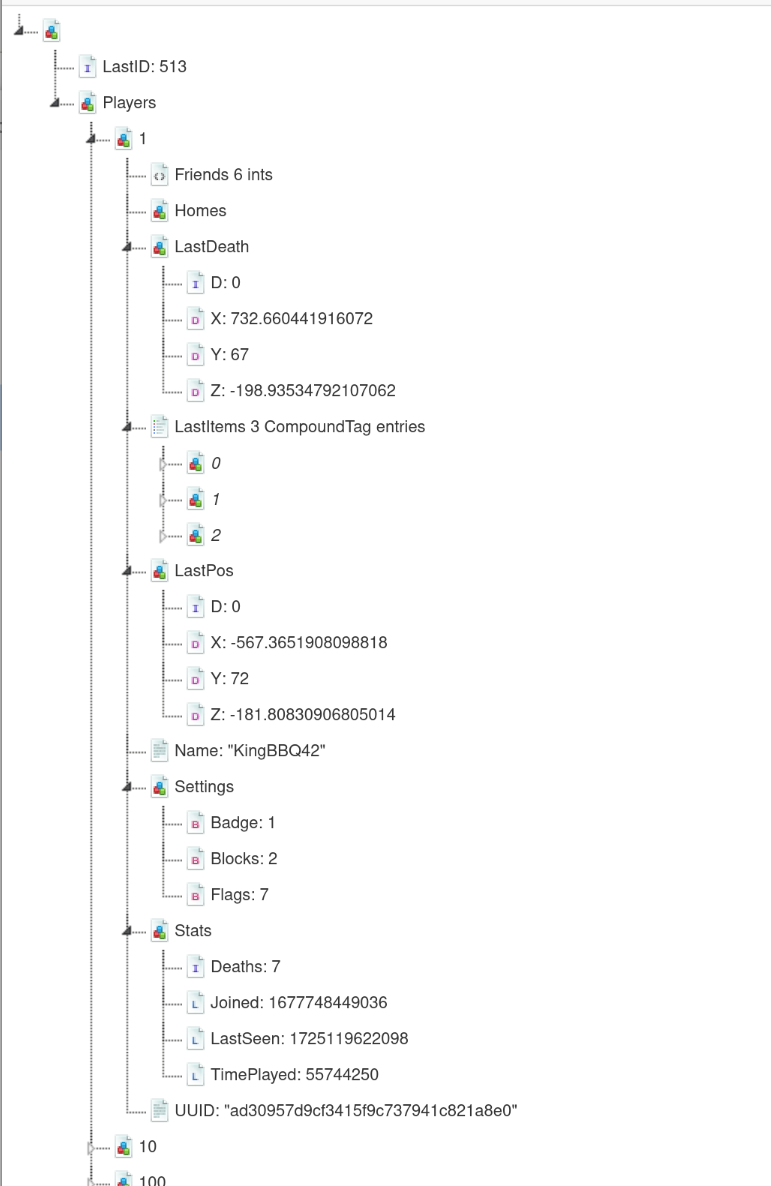 LastID: 513
Players
1
Friends 6 ints
Homes
LastDeath
D: 0
X: 732.660441916072
Y: 67
Z: -198.93534792107062
LastItems 3 CompoundTag entries
0
1
2
LastPos
D: 0
X: -567.3651908098818
Y: 72
Z: -181.80830906805014
Name: "KingBBQ42"
Settings
Badge: 1
Blocks: 2
Flags: 7
Stats
Deaths: 7
Joined: 1677748449036
LastSeen: 1725119622098
TimePlayed: 55744250
UUID: "ad30957d9cf3415f9c737941c821a8e0"
10
100